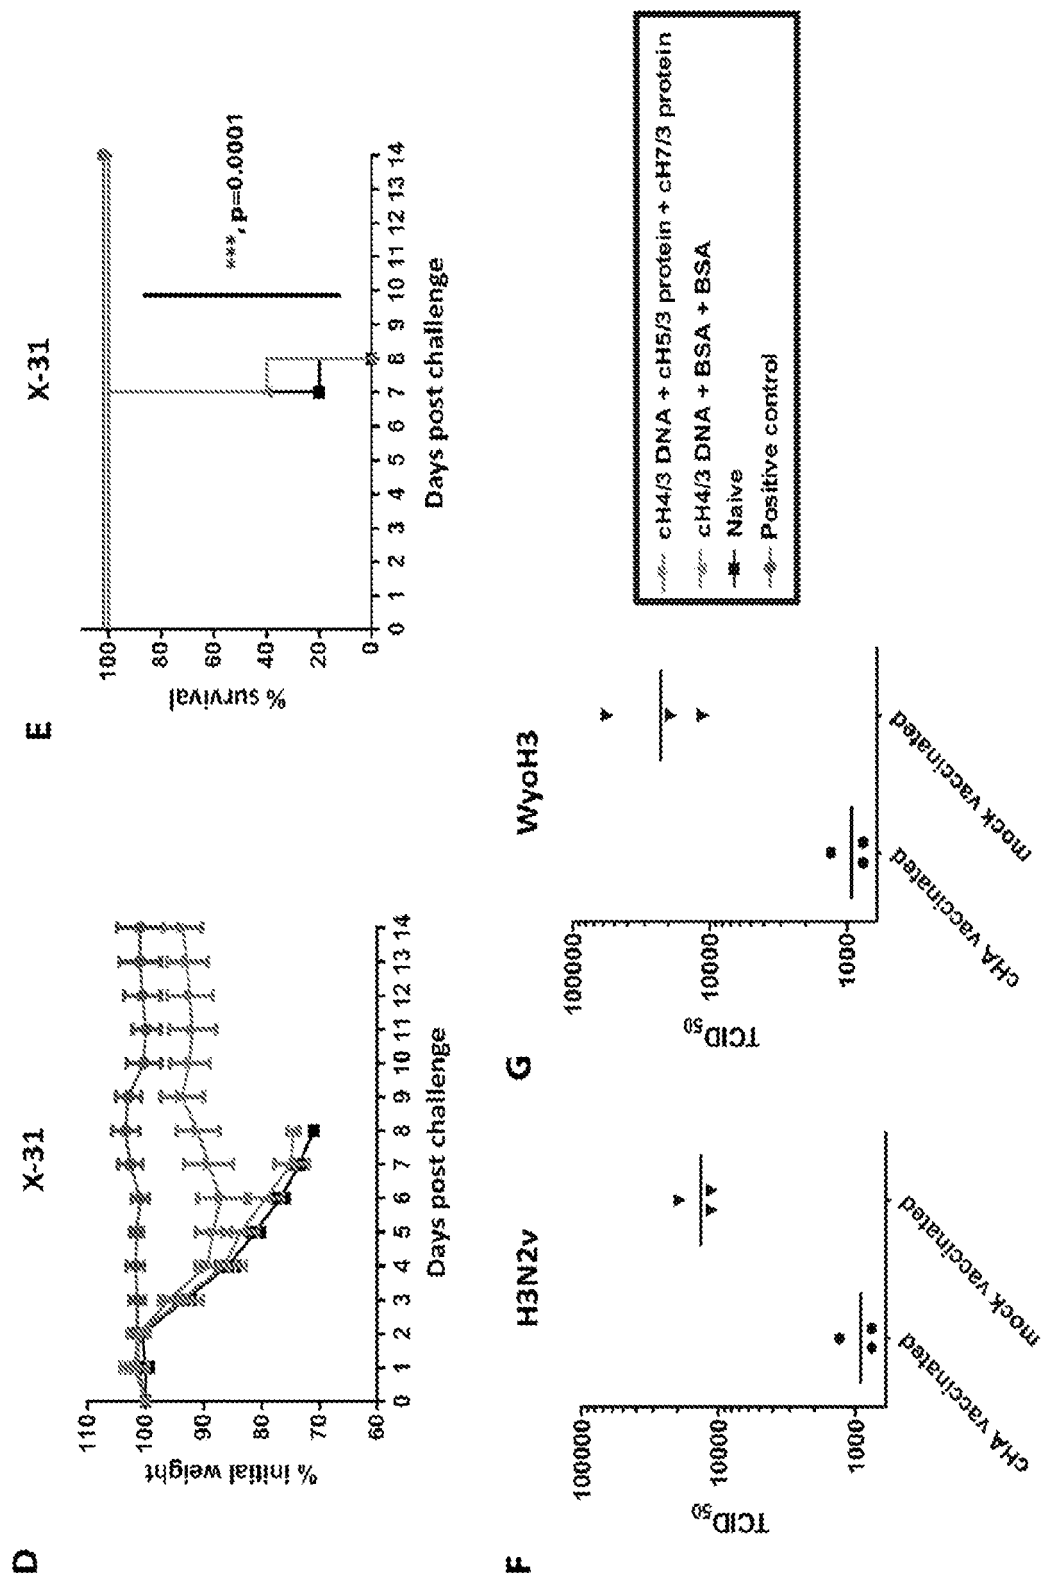 D
X-31
% initial weight
110
100
90
80
70
60
0 1 2 3 4 5 6 7 8 9 10 11 12 13 14
Days post challenge
E
X-31
% survival
100
80
60
40
20
0
0 1 2 3 4 5 6 7 8 9 10 11 12 13 14
Days post challenge
***, p=0.0001
F
H3N2v
TCID50
100000
10000
1000
cHA vaccinated
mock vaccinated
G
WyoH3
TCID50
100000
10000
1000
cHA vaccinated
mock vaccinated
cH4/3 DNA + cH5/3 protein + cH7/3 protein
cH4/3 DNA + BSA + BSA
Naive
Positive control